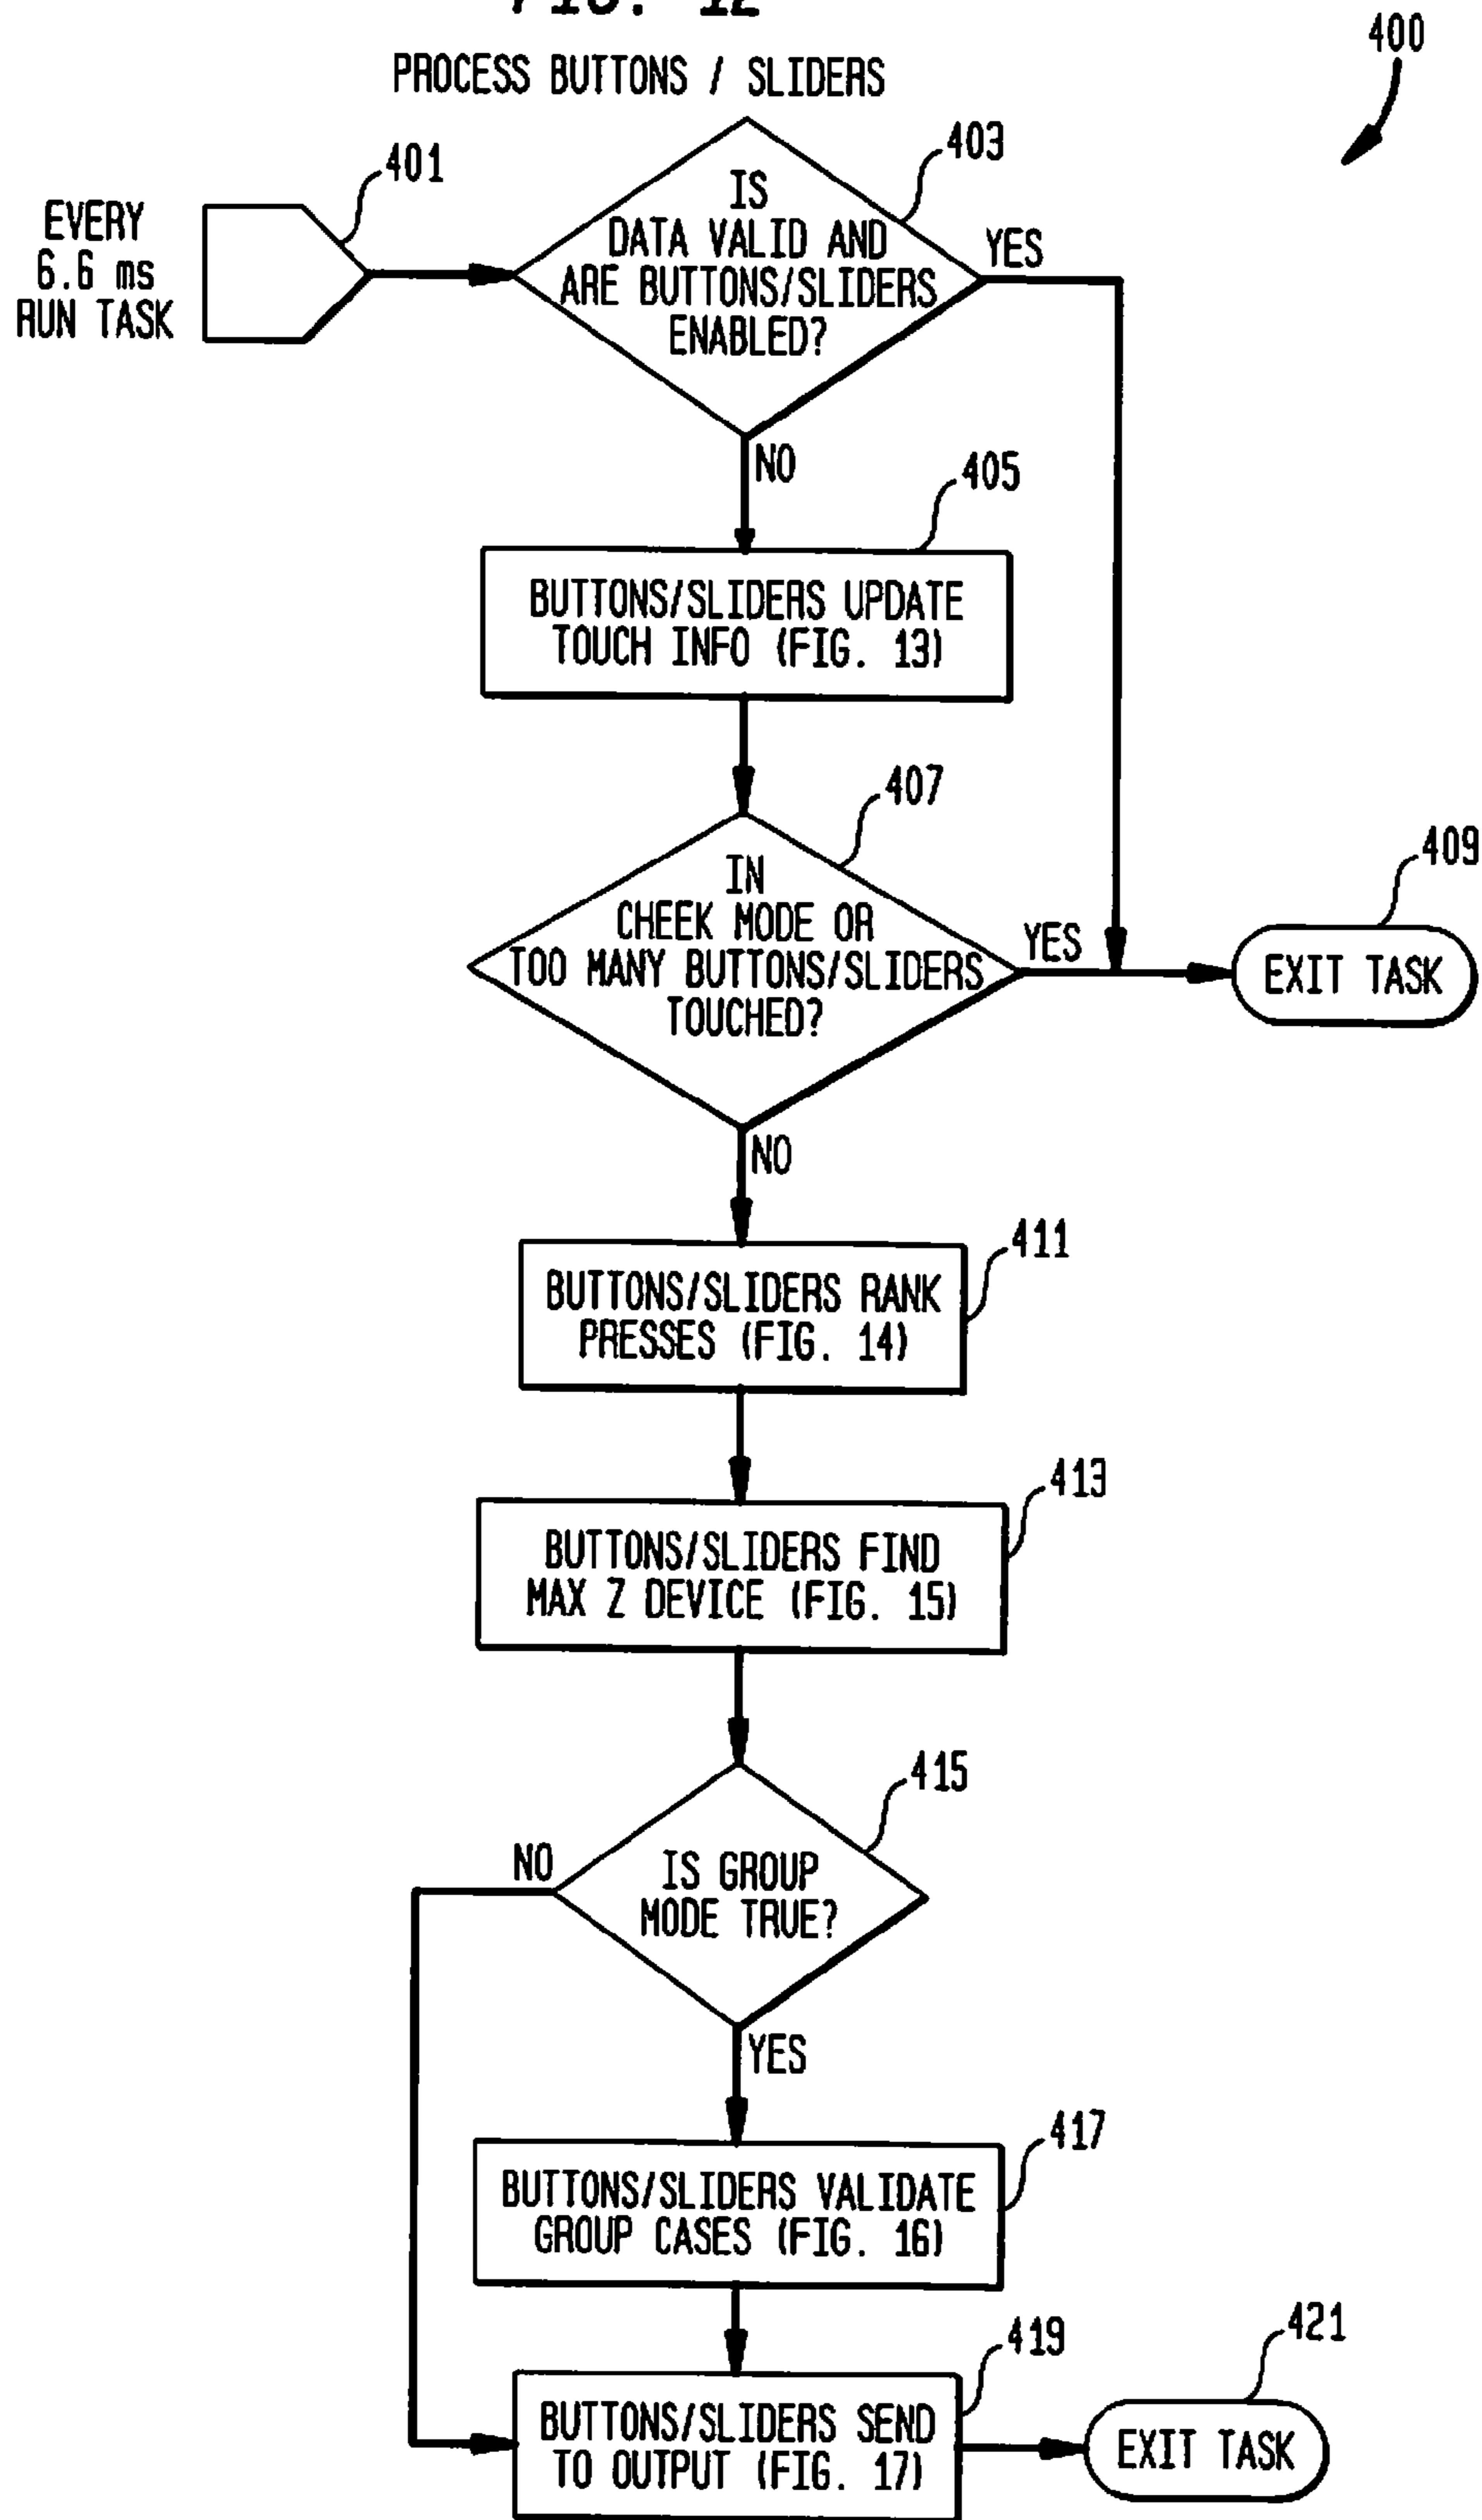 FIG. 12
400
PROCESS BUTTONS / SLIDERS
401
403
EVERY
6.6 ms
RUN TASK
IS
DATA VALID AND
ARE BUTTONS/SLIDERS
ENABLED?
YES
NO
405
BUTTONS/SLIDERS UPDATE
TOUCH INFO (FIG. 13)
407
IN
CHEEK MODE OR
TOO MANY BUTTONS/SLIDERS
TOUCHED?
YES
409
EXIT TASK
NO
411
BUTTONS/SLIDERS RANK
PRESSES (FIG. 14)
413
BUTTONS/SLIDERS FIND
MAX Z DEVICE (FIG. 15)
415
NO
IS GROUP
MODE TRUE?
YES
417
BUTTONS/SLIDERS VALIDATE
GROUP CASES (FIG. 16)
419
421
BUTTONS/SLIDERS SEND
TO OUTPUT (FIG. 17)
EXIT TASK